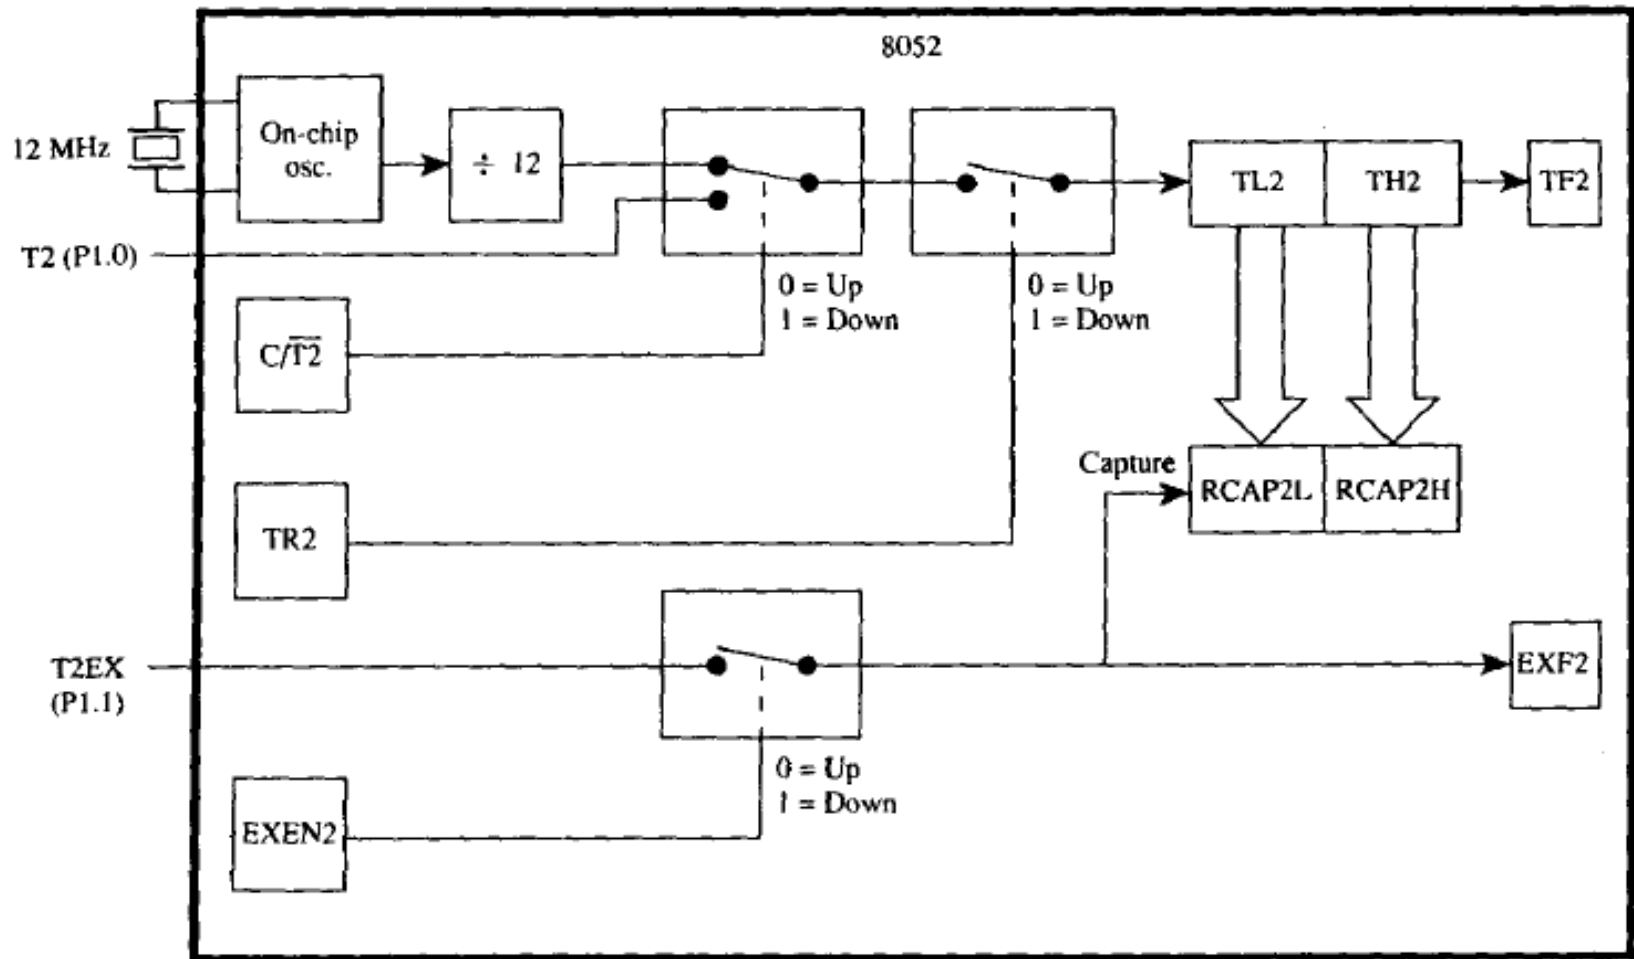 8052
12 MHz
On-chip
osc.
÷ 12
TL2
TH2
TF2
T2 (P1.0)
0 = Up
1 = Down
0 = Up
1 = Down
C/T̅2̅
Capture
RCAP2L
RCAP2H
TR2
T2EX
(P1.1)
EXF2
0 = Up
1 = Down
EXEN2